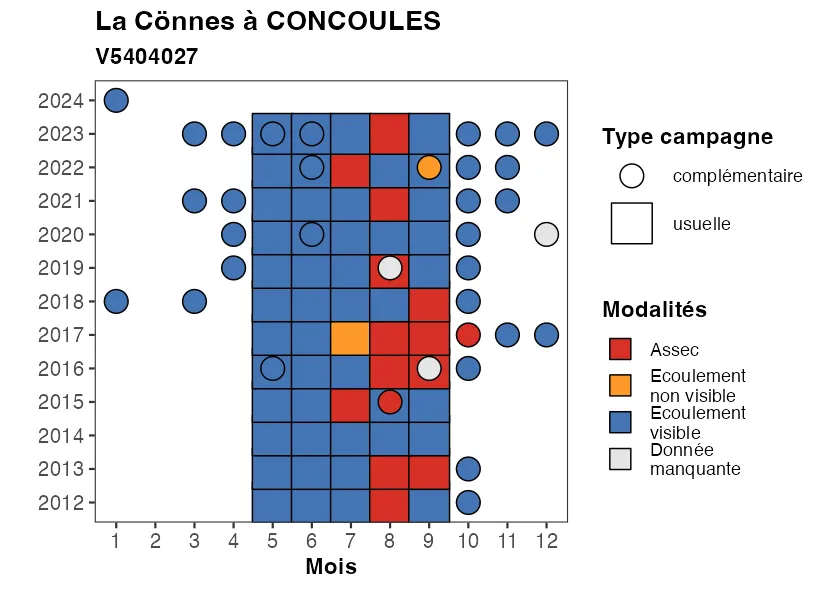 La Cönnes à CONCOULES
V5404027
2024
2023
2022
2021
2020
2019
2018
2017
2016
2015
2014
2013
2012
1 2 3 4 5 6 7 8 9 10 11 12
Mois
Type campagne
complémentaire
usuelle
Modalités
Assec
Ecoulement
non visible
Ecoulement
visible
Donnée
manquante